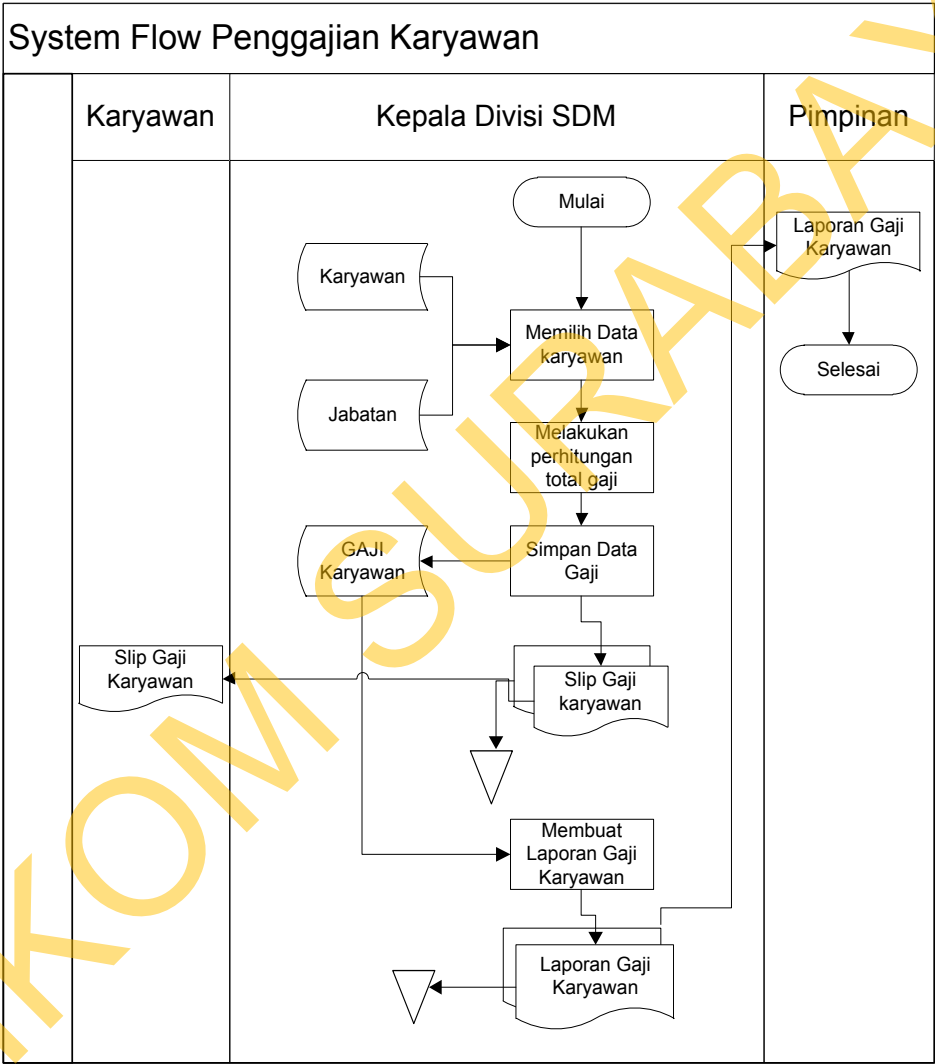 System Flow Penggajian Karyawan
Karyawan
Kepala Divisi SDM
Pimpinan
Mulai
Laporan Gaji
Karyawan
Karyawan
Memilih Data
karyawan
Selesai
Jabatan
Melakukan
perhitungan
total gaji
GAJI
Karyawan
Simpan Data
Gaji
Slip Gaji
Karyawan
Slip Gaji
karyawan
Membuat
Laporan Gaji
Karyawan
Laporan Gaji
Karyawan
KOM SURABAY